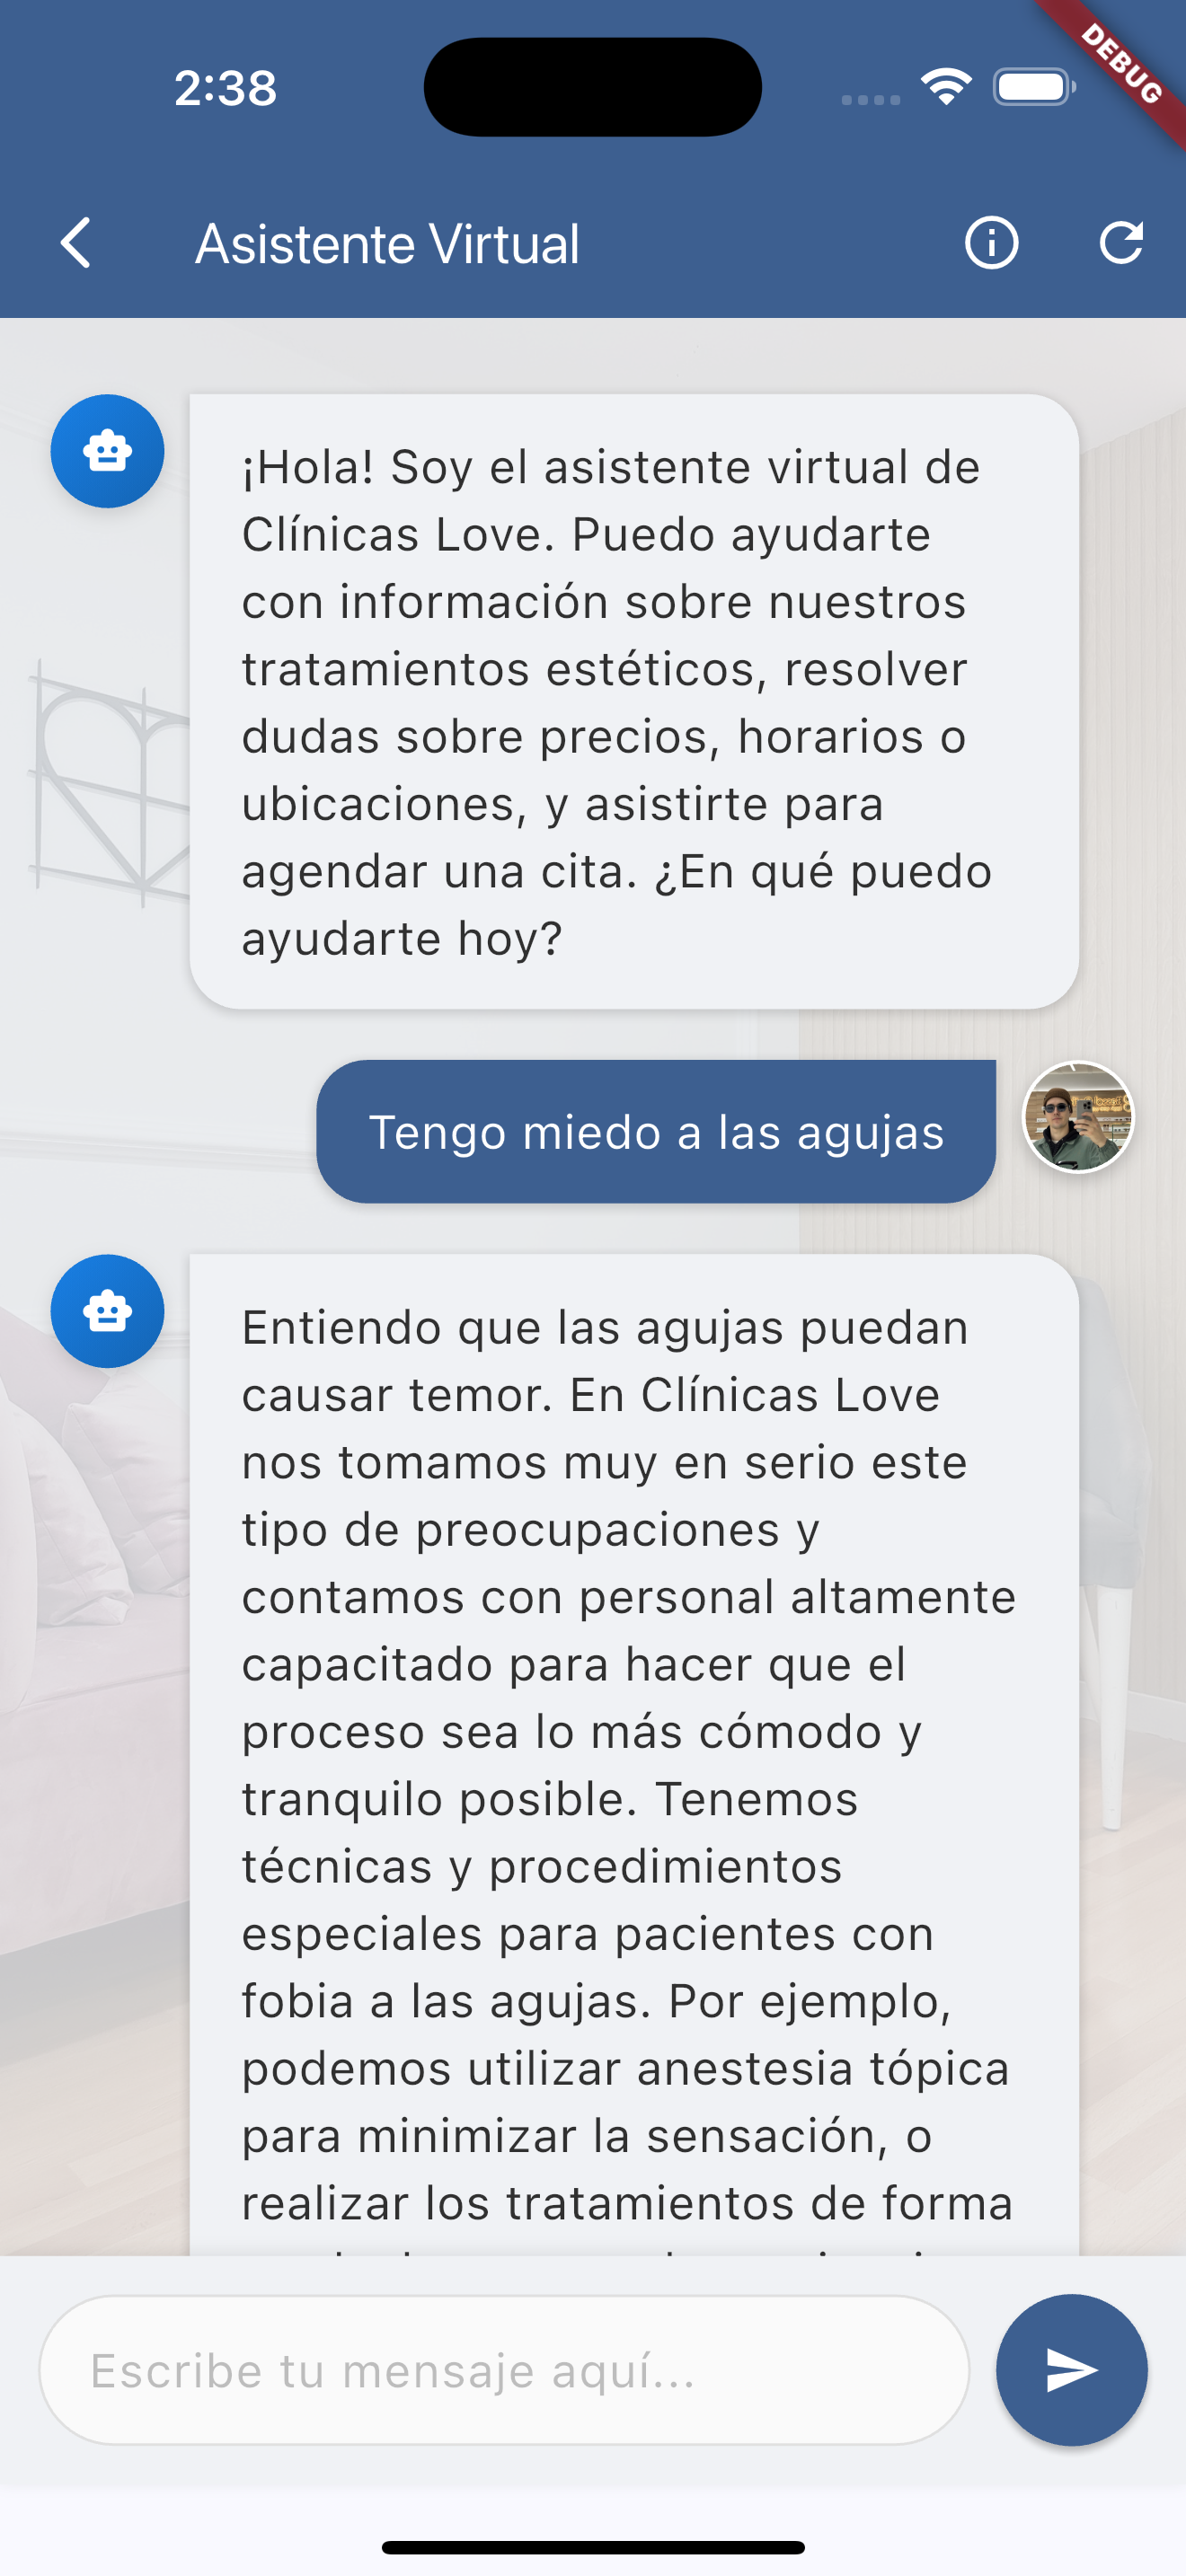 2:38
DEBUG
Asistente Virtual
¡Hola! Soy el asistente virtual de
Clínicas Love. Puedo ayudarte
con información sobre nuestros
tratamientos estéticos, resolver
dudas sobre precios, horarios o
ubicaciones, y asistirte para
agendar una cita. ¿En qué puedo
ayudarte hoy?
Tengo miedo a las agujas
Entiendo que las agujas puedan
causar temor. En Clínicas Love
nos tomamos muy en serio este
tipo de preocupaciones y
contamos con personal altamente
capacitado para hacer que el
proceso sea lo más cómodo y
tranquilo posible. Tenemos
técnicas y procedimientos
especiales para pacientes con
fobia a las agujas. Por ejemplo,
podemos utilizar anestesia tópica
para minimizar la sensación, o
realizar los tratamientos de forma
Escribe tu mensaje aquí...